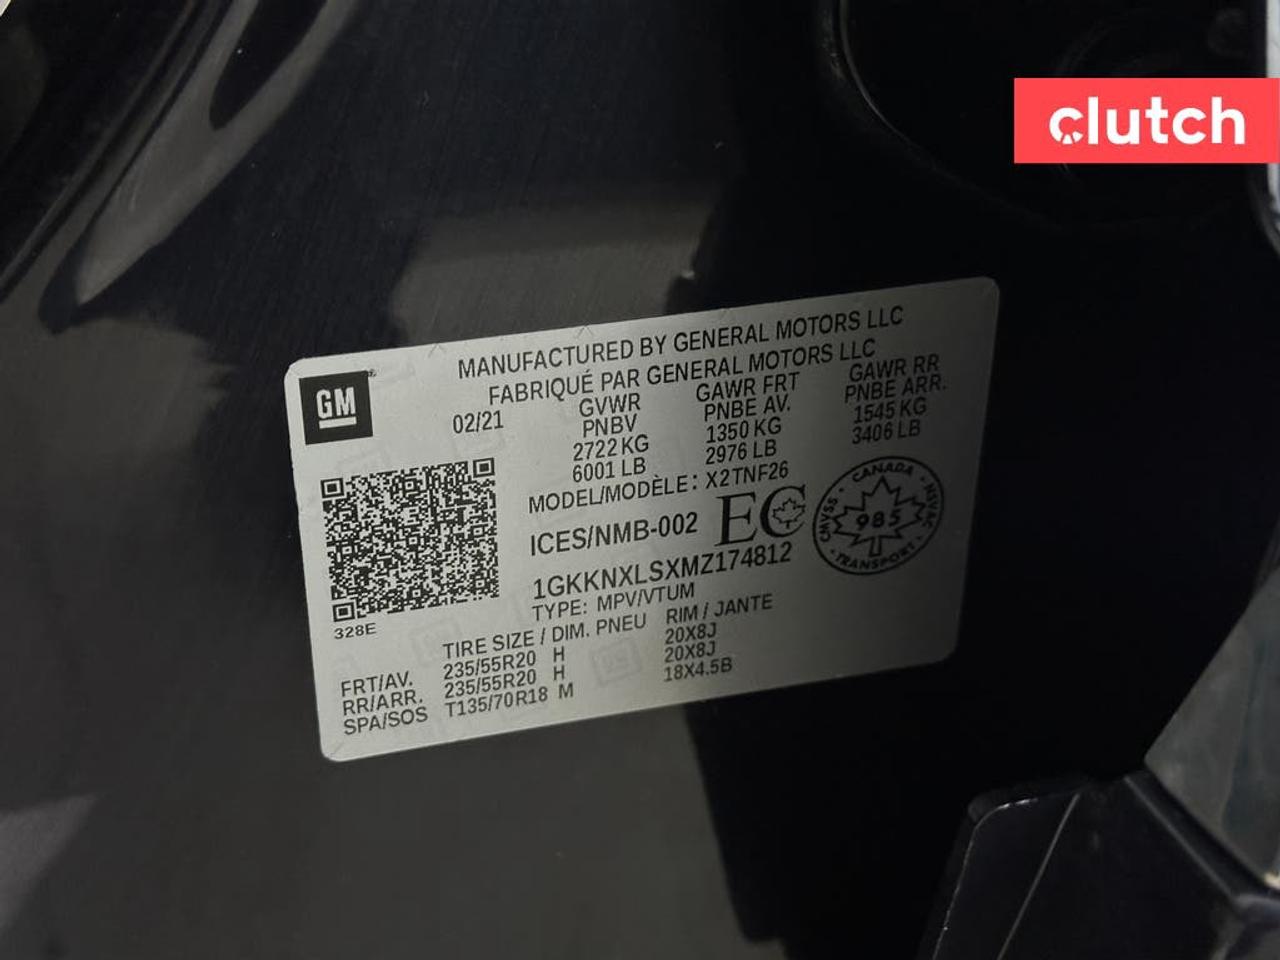 clutch
MANUFACTURED BY GENERAL MOTORS LLC
FABRIQUÉ PAR GENERAL MOTORS LLC
GM
02/21
GVWR
PNBV
2722 KG
6001 LB
GAWR FRT
PNBE AV.
1350 KG
2976 LB
GAWR RR
PNBE ARR.
1545 KG
3406 LB
MODEL/MODÈLE: X2TNF26
ICES/NMB-002 EC
CANADA
CMVSS
985
NSVAC
TRANSPORT
1GKKNXLSXMZ174812
TYPE: MPV/VTUM
328E
TIRE SIZE / DIM. PNEU RIM / JANTE
FRT/AV. 235/55R20 H 20X8J
RR/ARR. 235/55R20 H 20X8J
SPA/SOS T135/70R18 M 18X4.5B